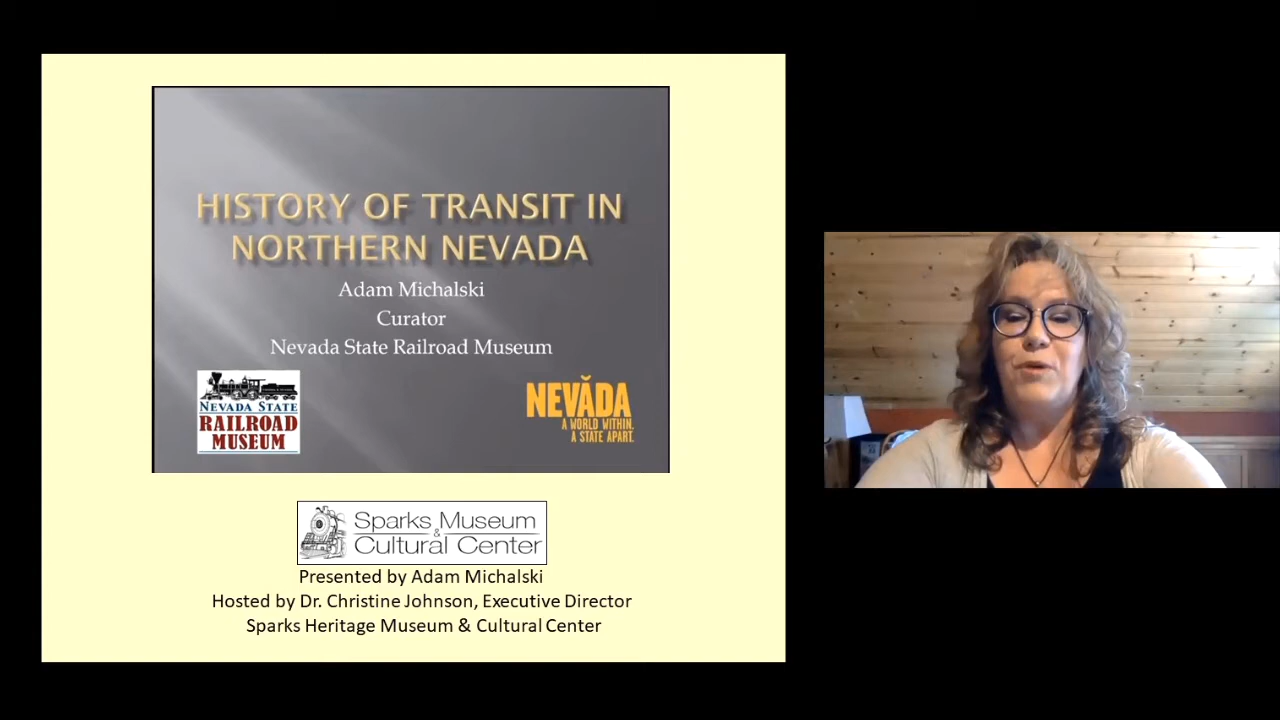 HISTORY OF TRANSIT IN
NORTHERN NEVADA
Adam Michalski
Curator
Nevada State Railroad Museum
NEVADA STATE
RAILROAD
MUSEUM
NEVĂDA
A WORLD WITHIN.
A STATE APART.
Sparks Museum
&
Cultural Center
Presented by Adam Michalski
Hosted by Dr. Christine Johnson, Executive Director
Sparks Heritage Museum & Cultural Center